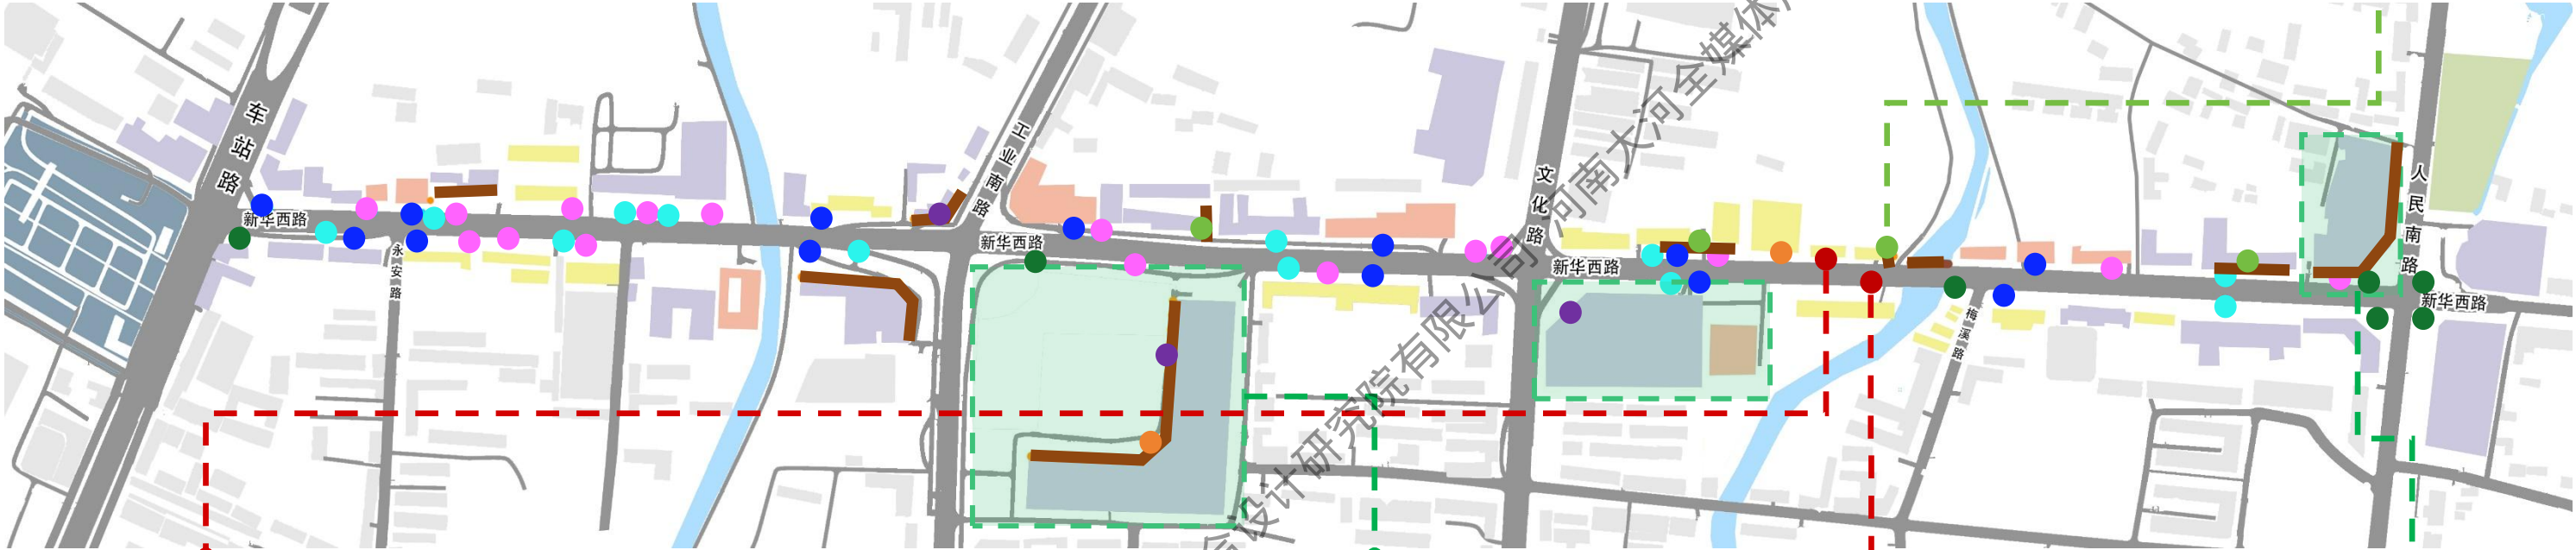 车站路
新华西路
永安路
工业南路
新华西路
文化路
新华西路
梅溪路
人民南路
新华西路
河南大河全媒体
设计研究院有限公司